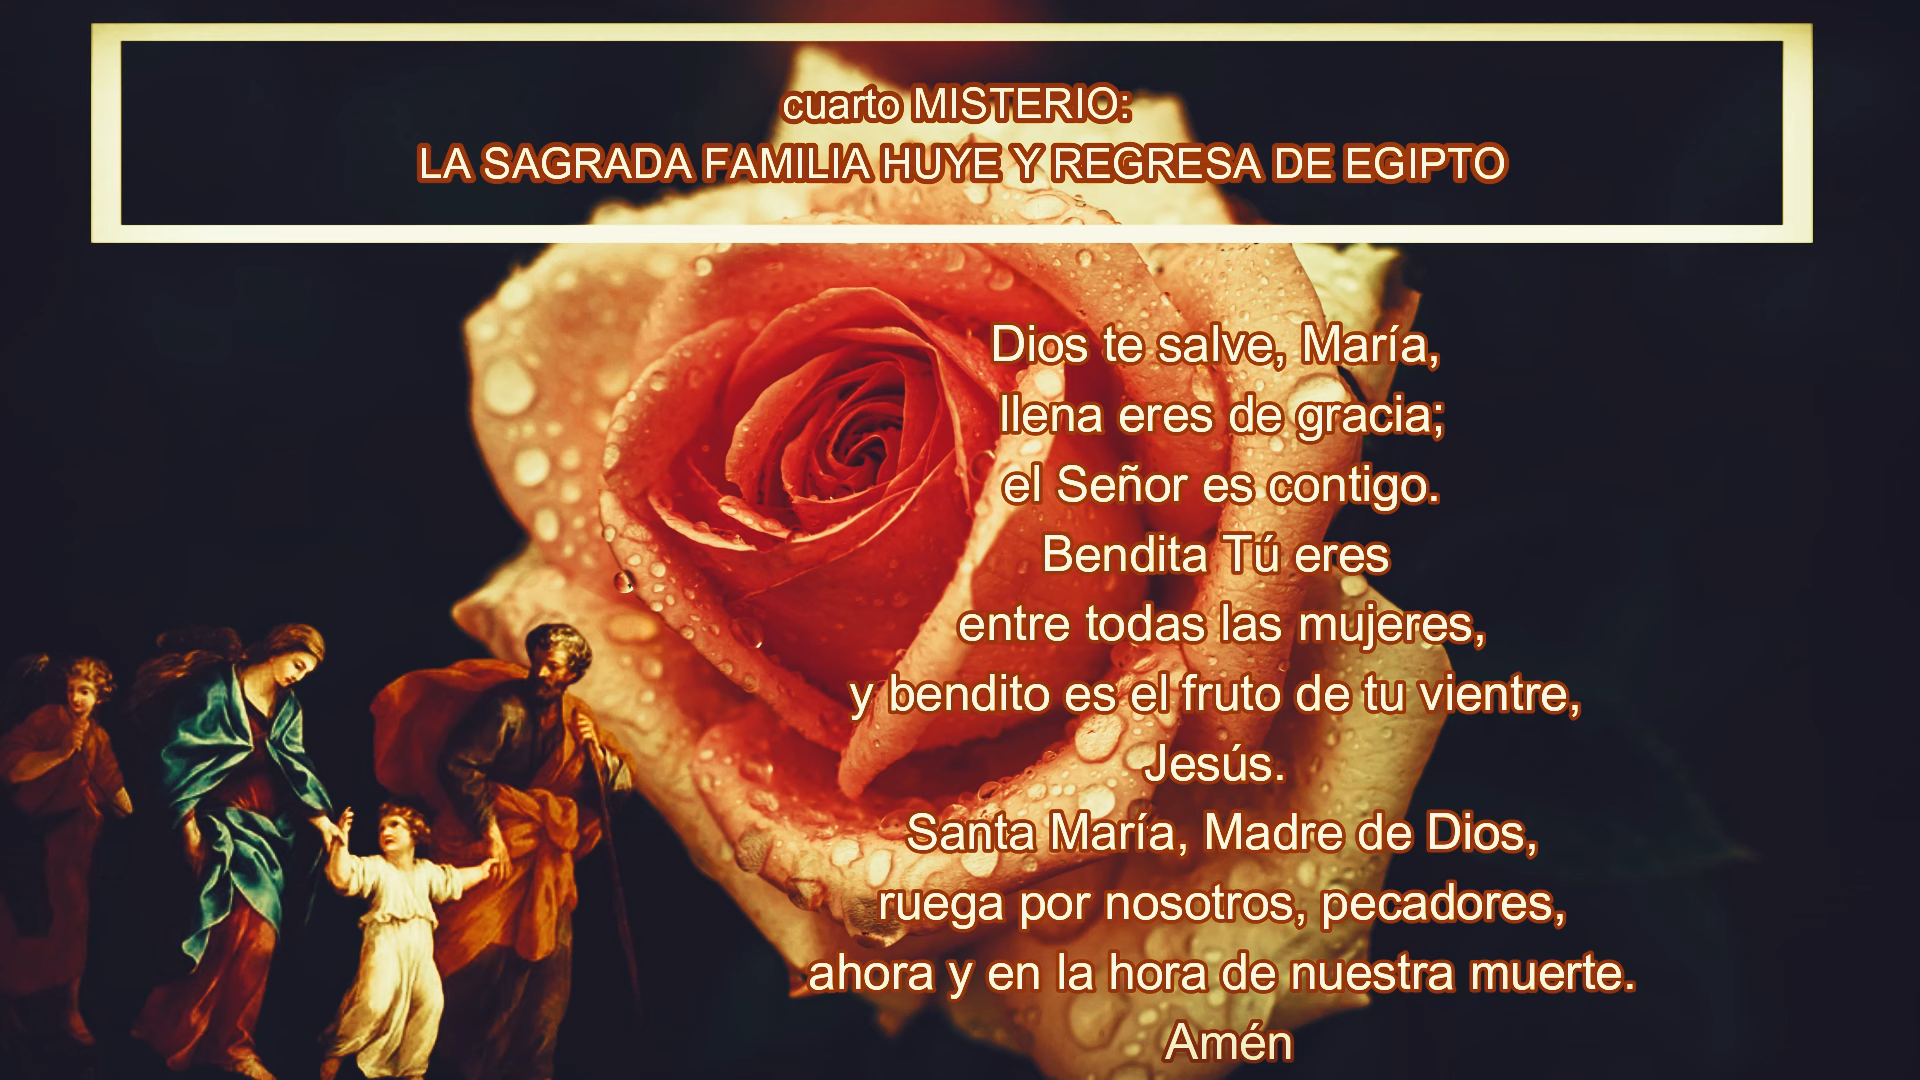 cuarto MISTERIO:
LA SAGRADA FAMILIA HUYE Y REGRESA DE EGIPTO
Dios te salve, María,
llena eres de gracia;
el Señor es contigo.
Bendita Tú eres
entre todas las mujeres,
y bendito es el fruto de tu vientre,
Jesús.
Santa María, Madre de Dios,
ruega por nosotros, pecadores,
ahora y en la hora de nuestra muerte.
Amén